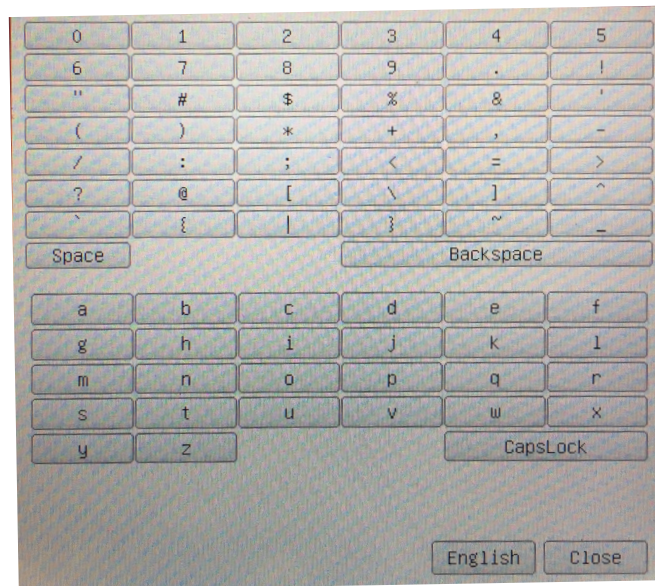 0 1 2 3 4 5
6 7 8 9 . !
" # $ % & '
( ) * + , -
/ : ; < = >
? @ [ \ ] ^
` { | } ~ _
Space Backspace
a b c d e f
g h i j k l
m n o p q r
s t u v w x
y z CapsLock
English Close